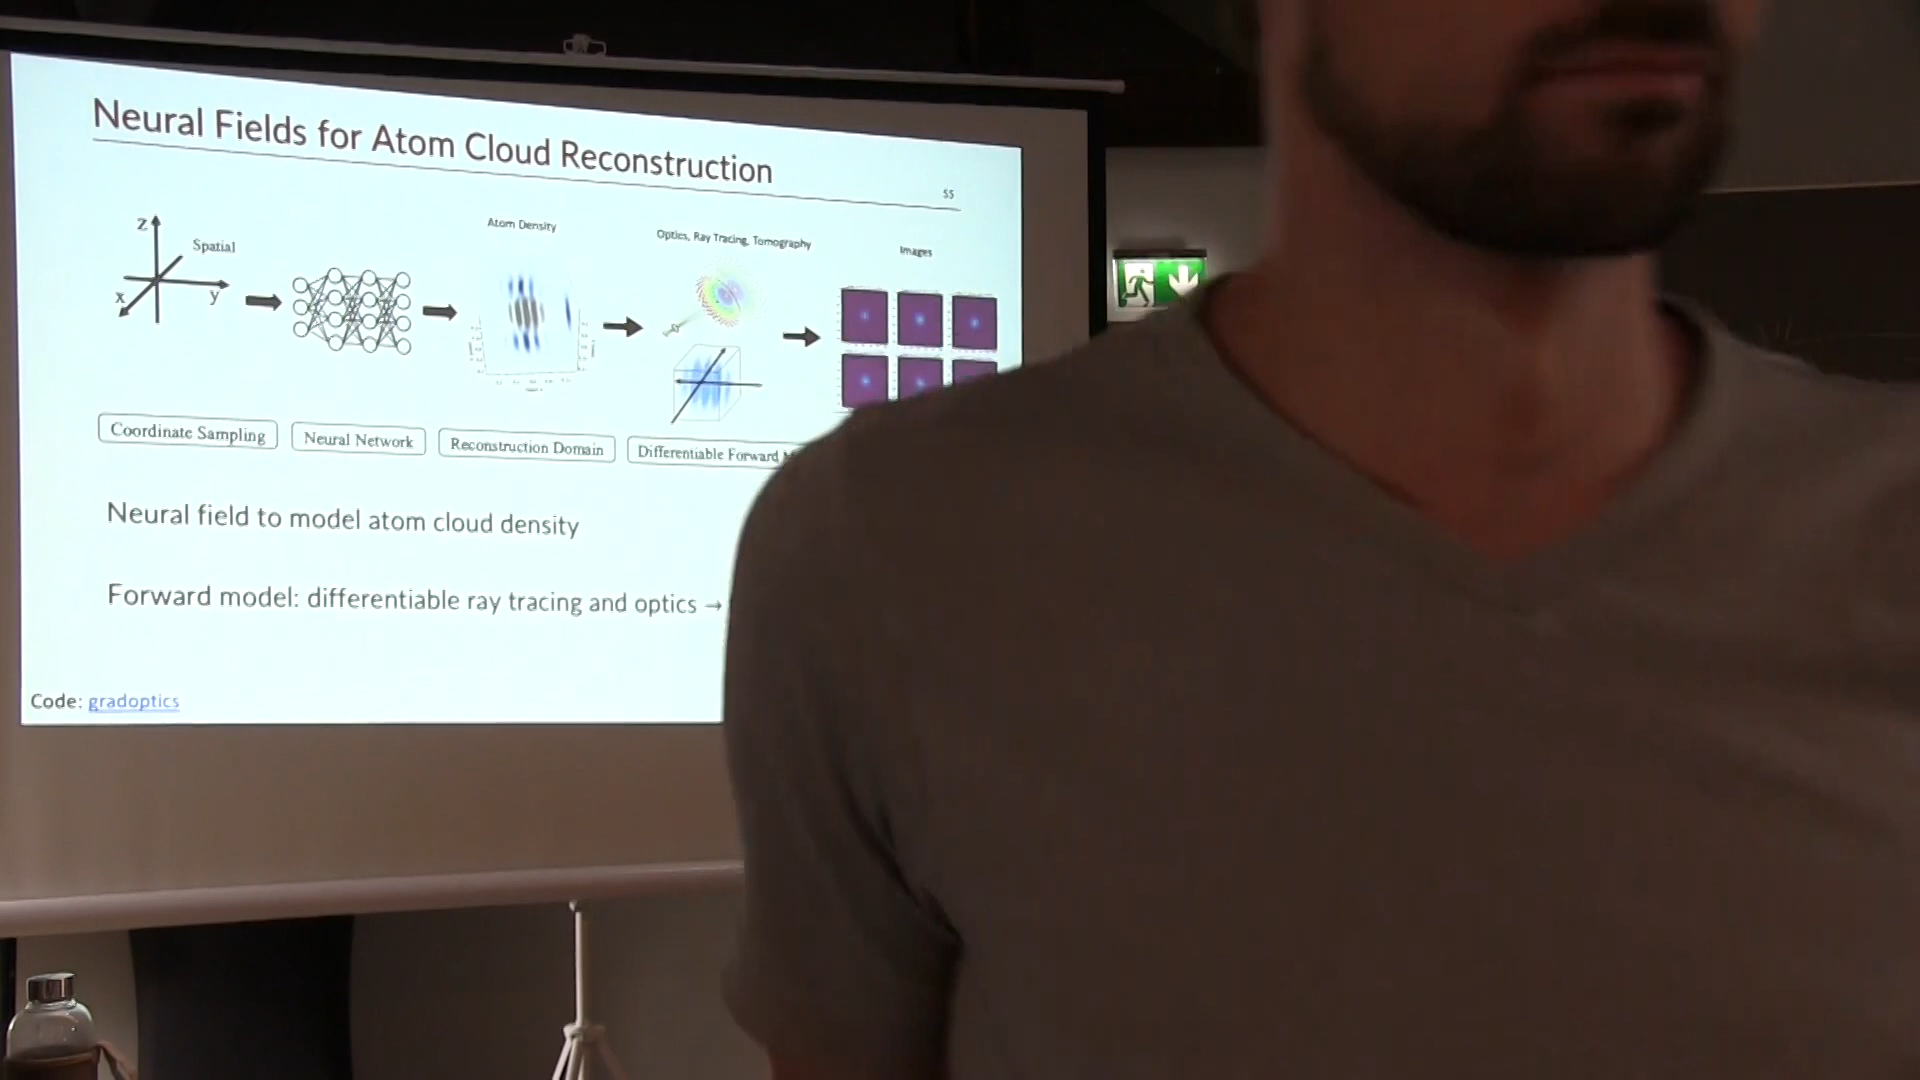 Neural Fields for Atom Cloud Reconstruction
55
Atom Density
Optics, Ray Tracing, Tomography
Images
z
Spatial
x
y
Coordinate Sampling
Neural Network
Reconstruction Domain
Differentiable Forward
Neural field to model atom cloud density
Forward model: differentiable ray tracing and optics →
Code: gradoptics